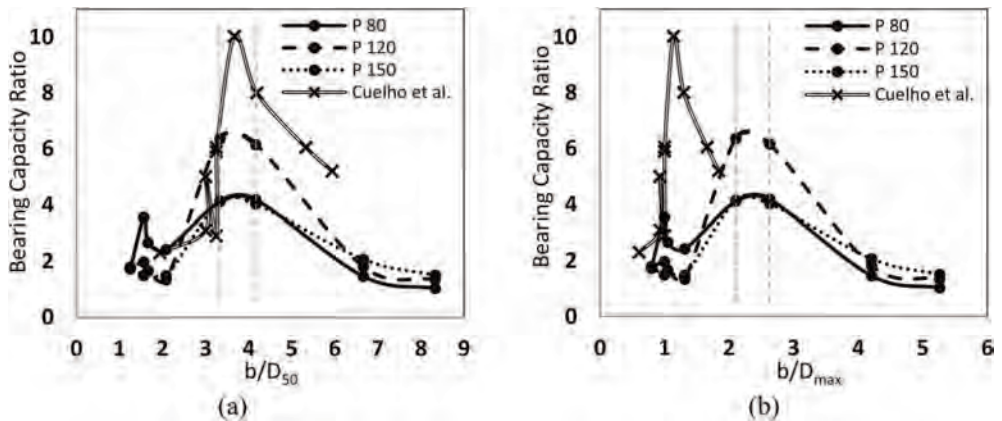 Bearing Capacity Ratio
10
8
6
4
2
0
P 80
P 120
P 150
Cuelho et al.
0 1 2 3 4 5 6 7 8 9
b/D50
(a)
Bearing Capacity Ratio
10
8
6
4
2
0
P 80
P 120
P 150
Cuelho et al.
0 1 2 3 4 5 6
b/Dmax
(b)